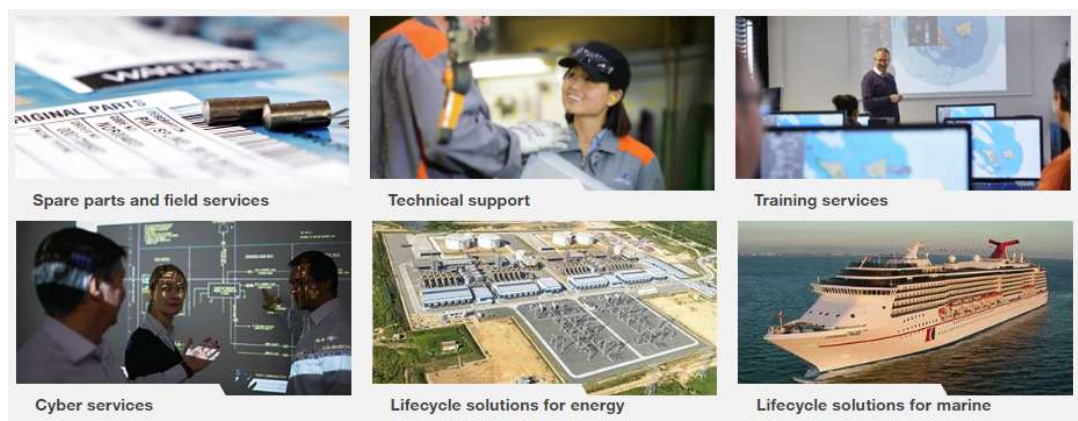 WÄRTSILÄ
ORIGINAL PARTS
Spare parts and field services
Technical support
Training services
Cyber services
Lifecycle solutions for energy
Lifecycle solutions for marine